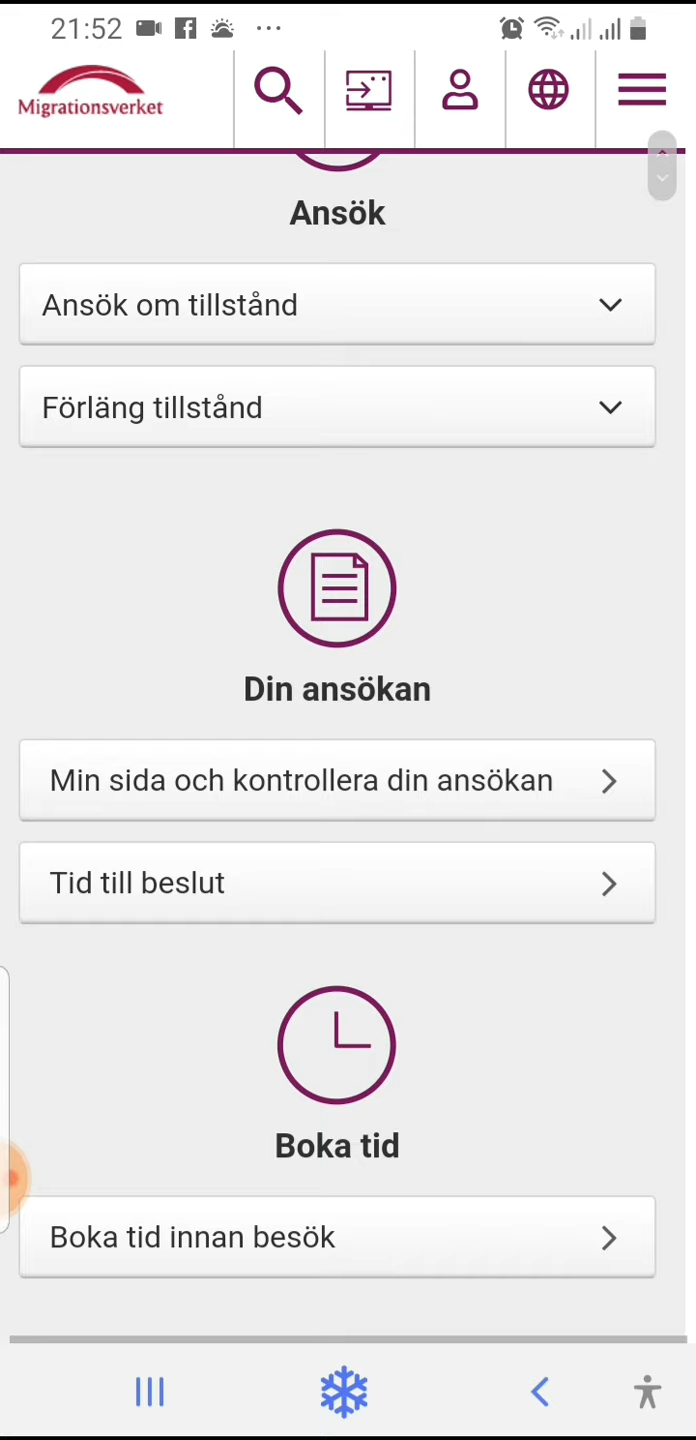 21:52
Migrationsverket
Ansök
Ansök om tillstånd
Förläng tillstånd
Din ansökan
Min sida och kontrollera din ansökan
Tid till beslut
Boka tid
Boka tid innan besök